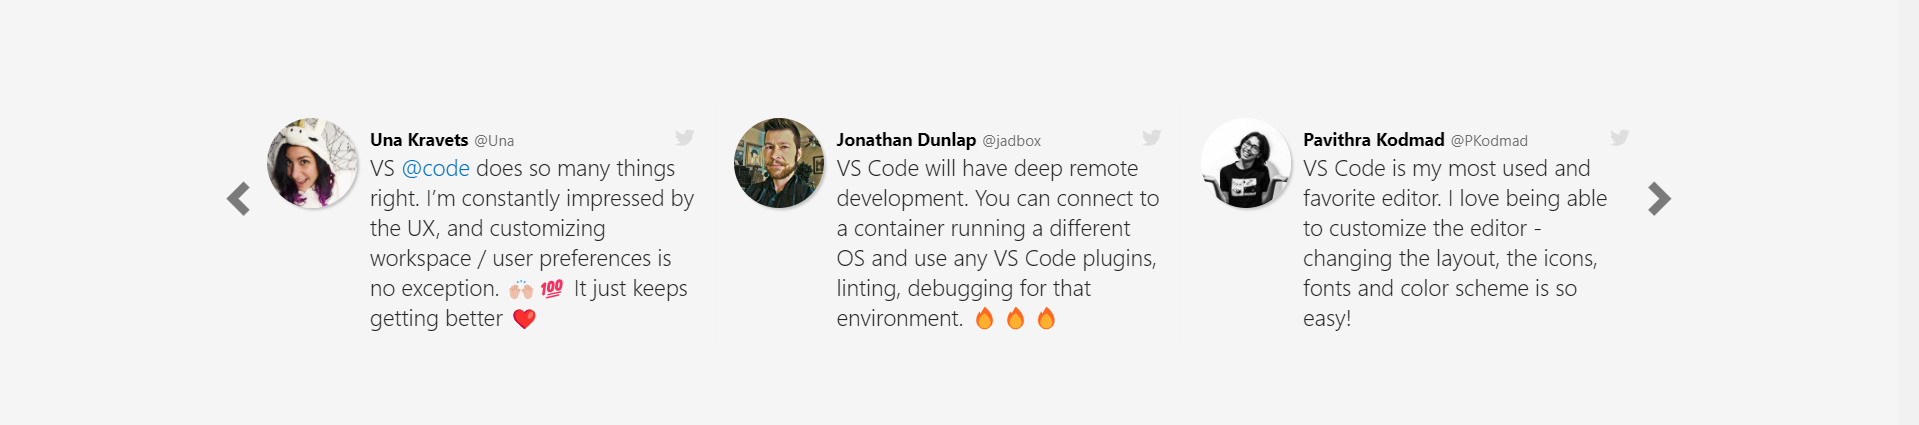 Una Kravets @Una
VS @code does so many things
right. I’m constantly impressed by
the UX, and customizing
workspace / user preferences is
no exception. 🙌🏻💯 It just keeps
getting better ❤️
Jonathan Dunlap @jadbox
VS Code will have deep remote
development. You can connect to
a container running a different
OS and use any VS Code plugins,
linting, debugging for that
environment. 🔥 🔥 🔥
Pavithra Kodmad @PKodmad
VS Code is my most used and
favorite editor. I love being able
to customize the editor -
changing the layout, the icons,
fonts and color scheme is so
easy!